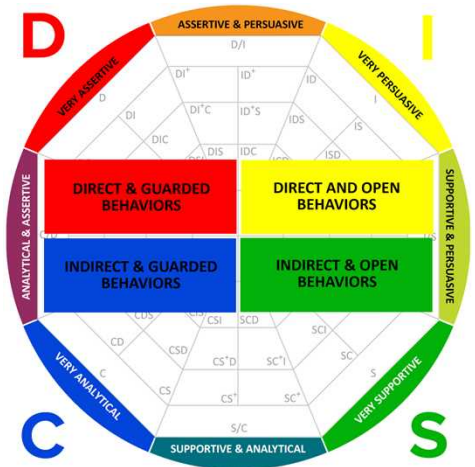 D
I
ASSERTIVE & PERSUASIVE
VERY ASSERTIVE
VERY PERSUASIVE
D/I
D
DI⁺
ID⁺
ID
I
DI
DI⁺C
ID⁺S
IDS
IS
DIC
DIS
IDC
ISD
ANALYTICAL & ASSERTIVE
SUPPORTIVE & PERSUASIVE
DIRECT & GUARDED
BEHAVIORS
DIRECT AND OPEN
BEHAVIORS
INDIRECT & GUARDED
BEHAVIORS
INDIRECT & OPEN
BEHAVIORS
CDS
CSI
SCD
SCI
CD
CSD
CS⁺D
SC⁺I
SC
C
S
CS
CS⁺
SC⁺
S/C
VERY ANALYTICAL
VERY SUPPORTIVE
SUPPORTIVE & ANALYTICAL
C
S